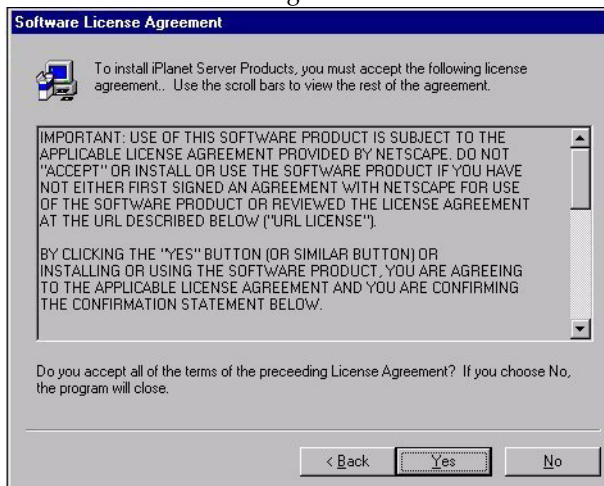 Software License Agreement
To install iPlanet Server Products, you must accept the following license
agreement.. Use the scroll bars to view the rest of the agreement.
IMPORTANT: USE OF THIS SOFTWARE PRODUCT IS SUBJECT TO THE
APPLICABLE LICENSE AGREEMENT PROVIDED BY NETSCAPE. DO NOT
"ACCEPT" OR INSTALL OR USE THE SOFTWARE PRODUCT IF YOU HAVE
NOT EITHER FIRST SIGNED AN AGREEMENT WITH NETSCAPE FOR USE
OF THE SOFTWARE PRODUCT OR REVIEWED THE LICENSE AGREEMENT
AT THE URL DESCRIBED BELOW ("URL LICENSE").
BY CLICKING THE "YES" BUTTON (OR SIMILAR BUTTON) OR
INSTALLING OR USING THE SOFTWARE PRODUCT, YOU ARE AGREEING
TO THE APPLICABLE LICENSE AGREEMENT AND YOU ARE CONFIRMING
THE CONFIRMATION STATEMENT BELOW.
Do you accept all of the terms of the preceeding License Agreement? If you choose No,
the program will close.
< Back Yes No